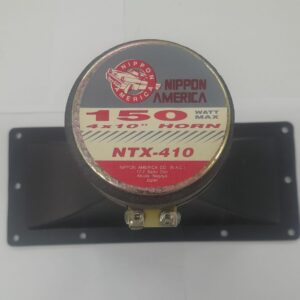 NIPPON
AMERICA
NIPPON
AMERICA
150 WATT MAX
4x10" HORN
NTX-410
NIPPON AMERICA CO.